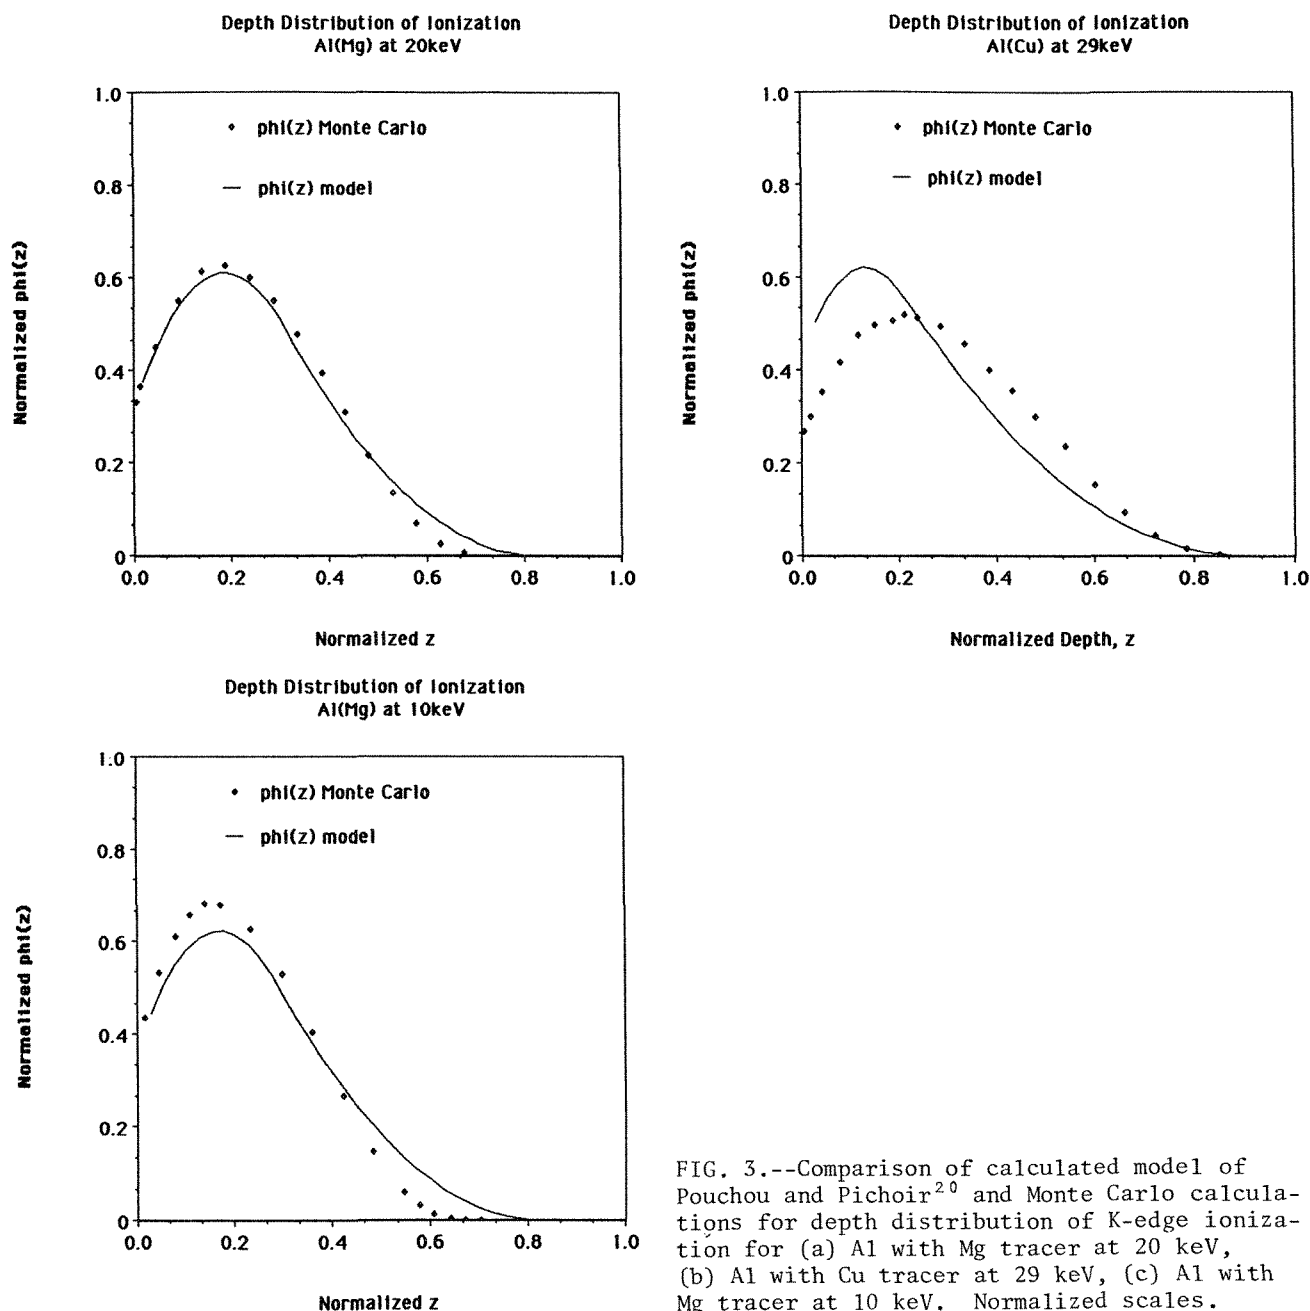 Depth Distribution of Ionization
Al(Mg) at 20keV
Normalized phi(z)
1.0
0.8
0.6
0.4
0.2
0
phi(z) Monte Carlo
phi(z) model
0.0 0.2 0.4 0.6 0.8 1.0
Normalized z
Depth Distribution of Ionization
Al(Cu) at 29keV
Normalized phi(z)
1.0
0.8
0.6
0.4
0.2
0
phi(z) Monte Carlo
phi(z) model
0.0 0.2 0.4 0.6 0.8 1.0
Normalized Depth, z
Depth Distribution of Ionization
Al(Mg) at 10keV
Normalized phi(z)
1.0
0.8
0.6
0.4
0.2
0
phi(z) Monte Carlo
phi(z) model
0.0 0.2 0.4 0.6 0.8 1.0
Normalized z
FIG. 3.--Comparison of calculated model of
Pouchou and Pichoir²⁰ and Monte Carlo calcula-
tions for depth distribution of K-edge ioniza-
tion for (a) Al with Mg tracer at 20 keV,
(b) Al with Cu tracer at 29 keV, (c) Al with
Mg tracer at 10 keV. Normalized scales.